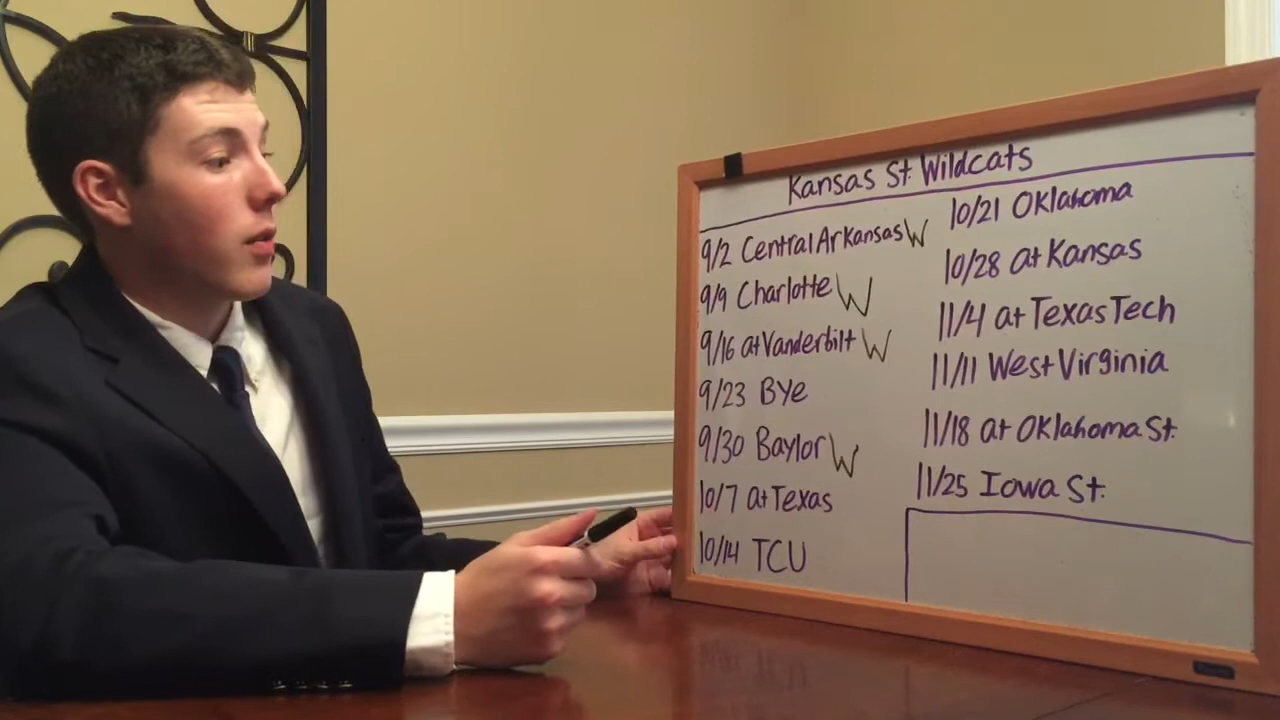 Kansas St. Wildcats
9/2 Central Arkansas W
9/9 Charlotte W
9/16 at Vanderbilt W
9/23 Bye
9/30 Baylor W
10/7 at Texas
10/14 TCU
10/21 Oklahoma
10/28 at Kansas
11/4 at Texas Tech
11/11 West Virginia
11/18 at Oklahoma St.
11/25 Iowa St.